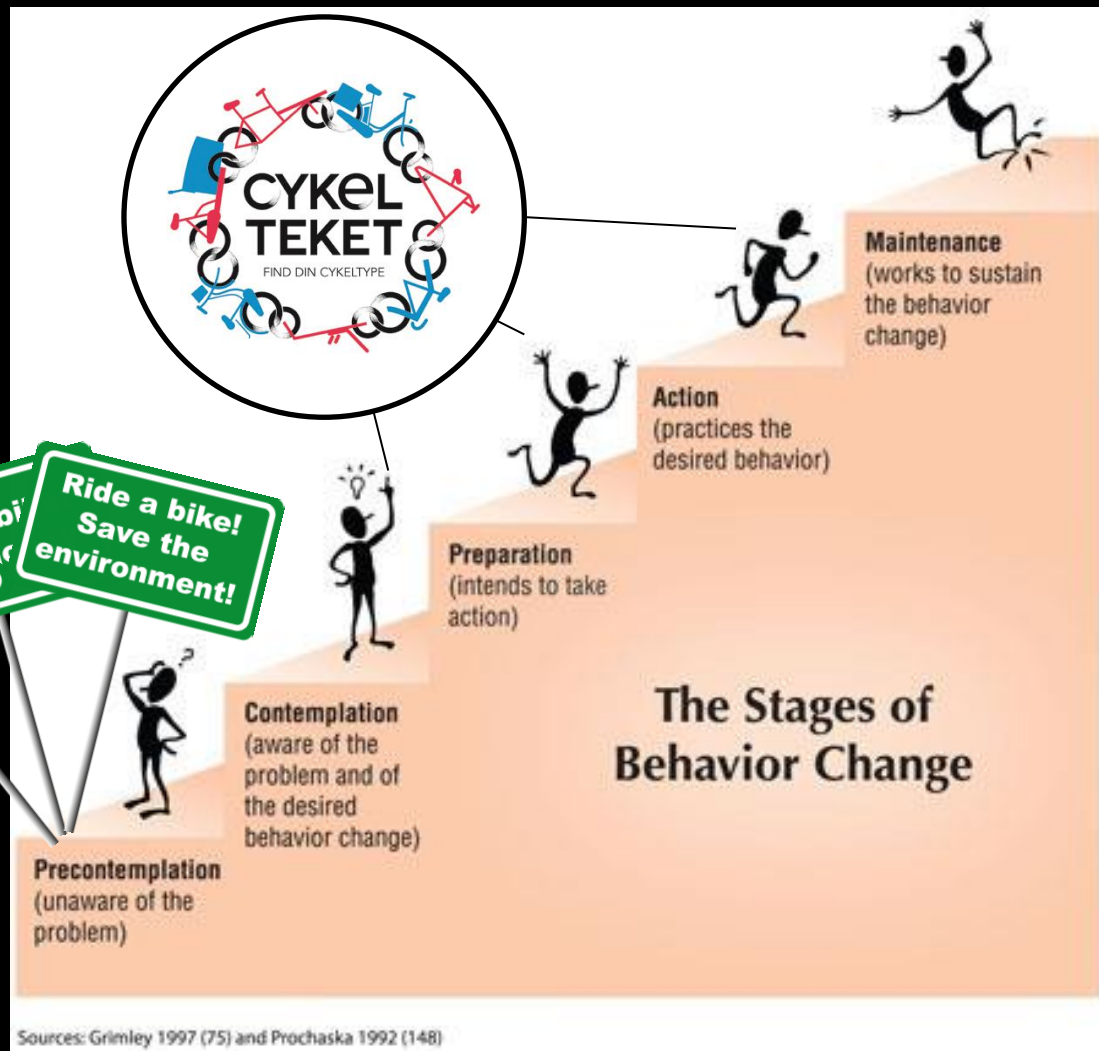 CYKeL
TEKET
FIND DIN CYKELTYPE
Maintenance
(works to sustain
the behavior
change)
Action
(practices the
desired behavior)
Ride a bike!
Save the
environment!
Preparation
(intends to take
action)
The Stages of
Behavior Change
Contemplation
(aware of the
problem and of
the desired
behavior change)
?
Precontemplation
(unaware of the
problem)
Sources: Grimley 1997 (75) and Prochaska 1992 (148)